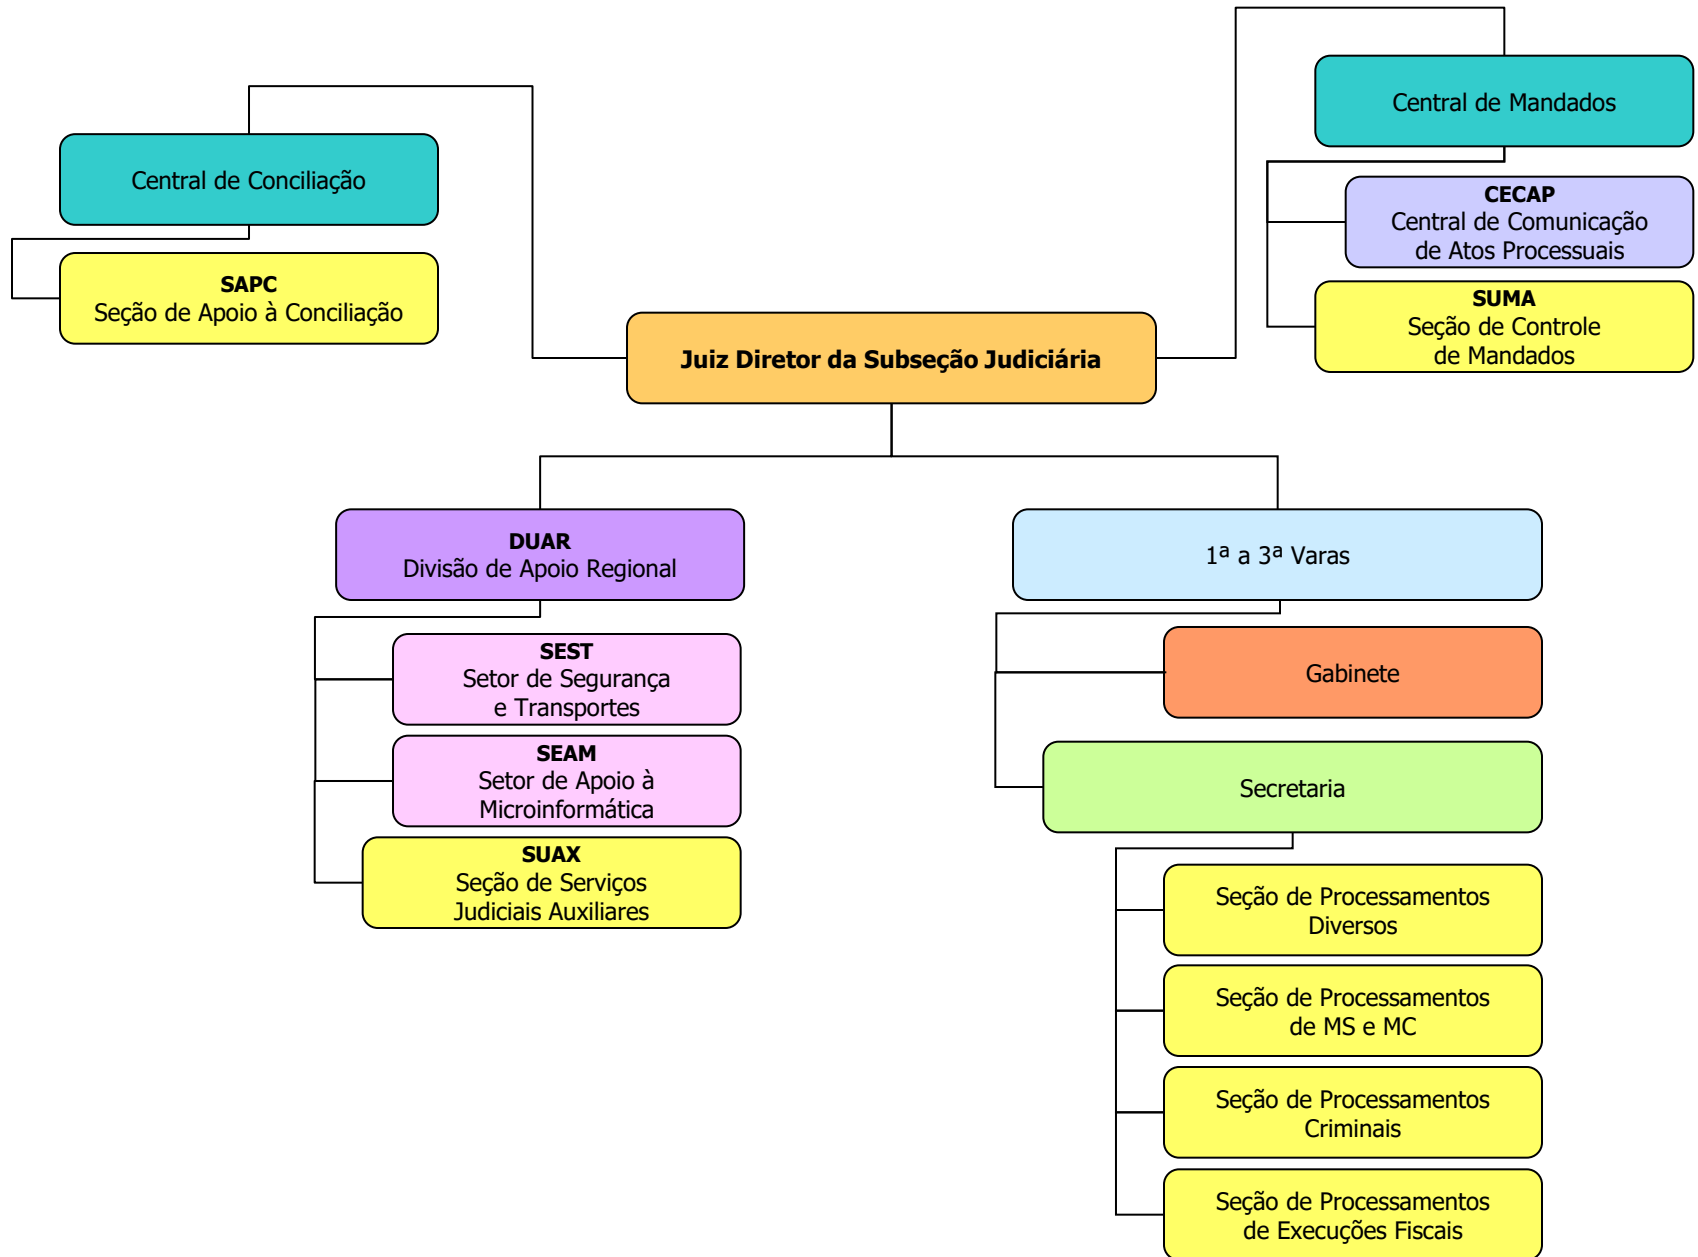 Central de Mandados
Central de Conciliação
CECAP
Central de Comunicação
de Atos Processuais
SAPC
Seção de Apoio à Conciliação
SUMA
Seção de Controle
de Mandados
Juiz Diretor da Subseção Judiciária
DUAR
Divisão de Apoio Regional
SEST
Setor de Segurança
e Transportes
SEAM
Setor de Apoio à
Microinformática
SUAX
Seção de Serviços
Judiciais Auxiliares
1ª a 3ª Varas
Gabinete
Secretaria
Seção de Processamentos
Diversos
Seção de Processamentos
de MS e MC
Seção de Processamentos
Criminais
Seção de Processamentos
de Execuções Fiscais